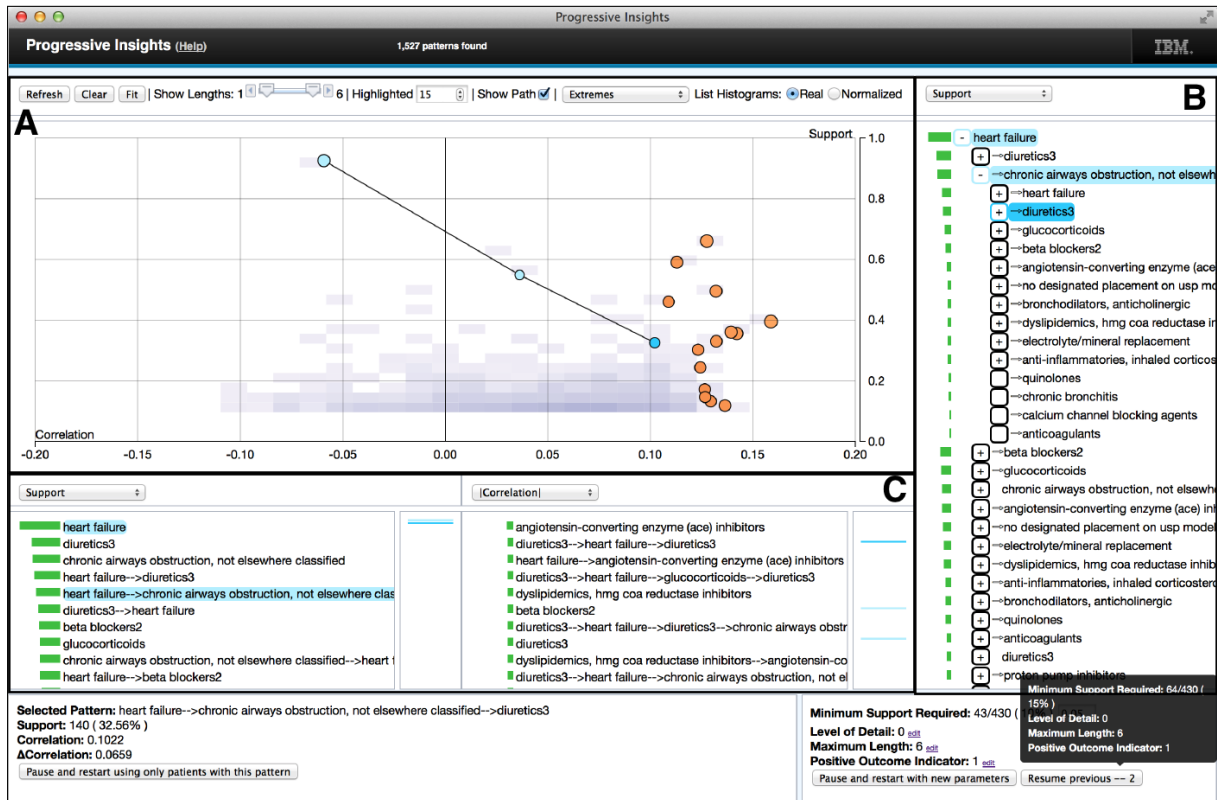 Progressive Insights
Progressive Insights (Help)
1,527 patterns found
IBM.
Refresh Clear Fit | Show Lengths: 1 6 | Highlighted 15 | Show Path | Extremes List Histograms: Real Normalized
A
Support
1.0
0.8
0.6
0.4
0.2
0.0
Correlation
-0.20 -0.15 -0.10 -0.05 0.00 0.05 0.10 0.15 0.20
Support
B
- heart failure
+ ⇒diuretics3
- ⇒chronic airways obstruction, not elsewh
+ ⇒heart failure
+ ⇒diuretics3
+ ⇒glucocorticoids
+ ⇒beta blockers2
+ ⇒angiotensin-converting enzyme (ace
+ ⇒no designated placement on usp mo
+ ⇒bronchodilators, anticholinergic
+ ⇒dyslipidemics, hmg coa reductase in
+ ⇒electrolyte/mineral replacement
+ ⇒anti-inflammatories, inhaled corticos
⇒quinolones
⇒chronic bronchitis
⇒calcium channel blocking agents
⇒anticoagulants
+ ⇒beta blockers2
+ ⇒glucocorticoids
+ chronic airways obstruction, not elsewhe
+ ⇒angiotensin-converting enzyme (ace) inh
+ ⇒no designated placement on usp model
+ ⇒electrolyte/mineral replacement
+ ⇒dyslipidemics, hmg coa reductase inhib
+ ⇒anti-inflammatories, inhaled corticostero
+ ⇒bronchodilators, anticholinergic
+ ⇒quinolones
+ ⇒anticoagulants
+ diuretics3
+ ⇒proton pump inhibitors
Support
heart failure
diuretics3
chronic airways obstruction, not elsewhere classified
heart failure-->diuretics3
heart failure-->chronic airways obstruction, not elsewhere clas
diuretics3-->heart failure
beta blockers2
glucocorticoids
chronic airways obstruction, not elsewhere classified-->heart f
heart failure-->beta blockers2
|Correlation|
C
angiotensin-converting enzyme (ace) inhibitors
diuretics3-->heart failure-->diuretics3
heart failure-->angiotensin-converting enzyme (ace) inhibitors
diuretics3-->heart failure-->glucocorticoids-->diuretics3
dyslipidemics, hmg coa reductase inhibitors
beta blockers2
diuretics3-->heart failure-->diuretics3-->chronic airways obstr
diuretics3
dyslipidemics, hmg coa reductase inhibitors-->angiotensin-co
diuretics3-->heart failure-->chronic airways obstruction, not el
Selected Pattern: heart failure-->chronic airways obstruction, not elsewhere classified-->diuretics3
Support: 140 ( 32.56% )
Correlation: 0.1022
ΔCorrelation: 0.0659
Pause and restart using only patients with this pattern
Minimum Support Required: 43/430 (
Level of Detail: 0 edit
Maximum Length: 6 edit
Positive Outcome Indicator: 1 edit
Pause and restart with new parameters Resume previous -- 2
Minimum Support Required: 64/430 (
15% )
Level of Detail: 0
Maximum Length: 6
Positive Outcome Indicator: 1